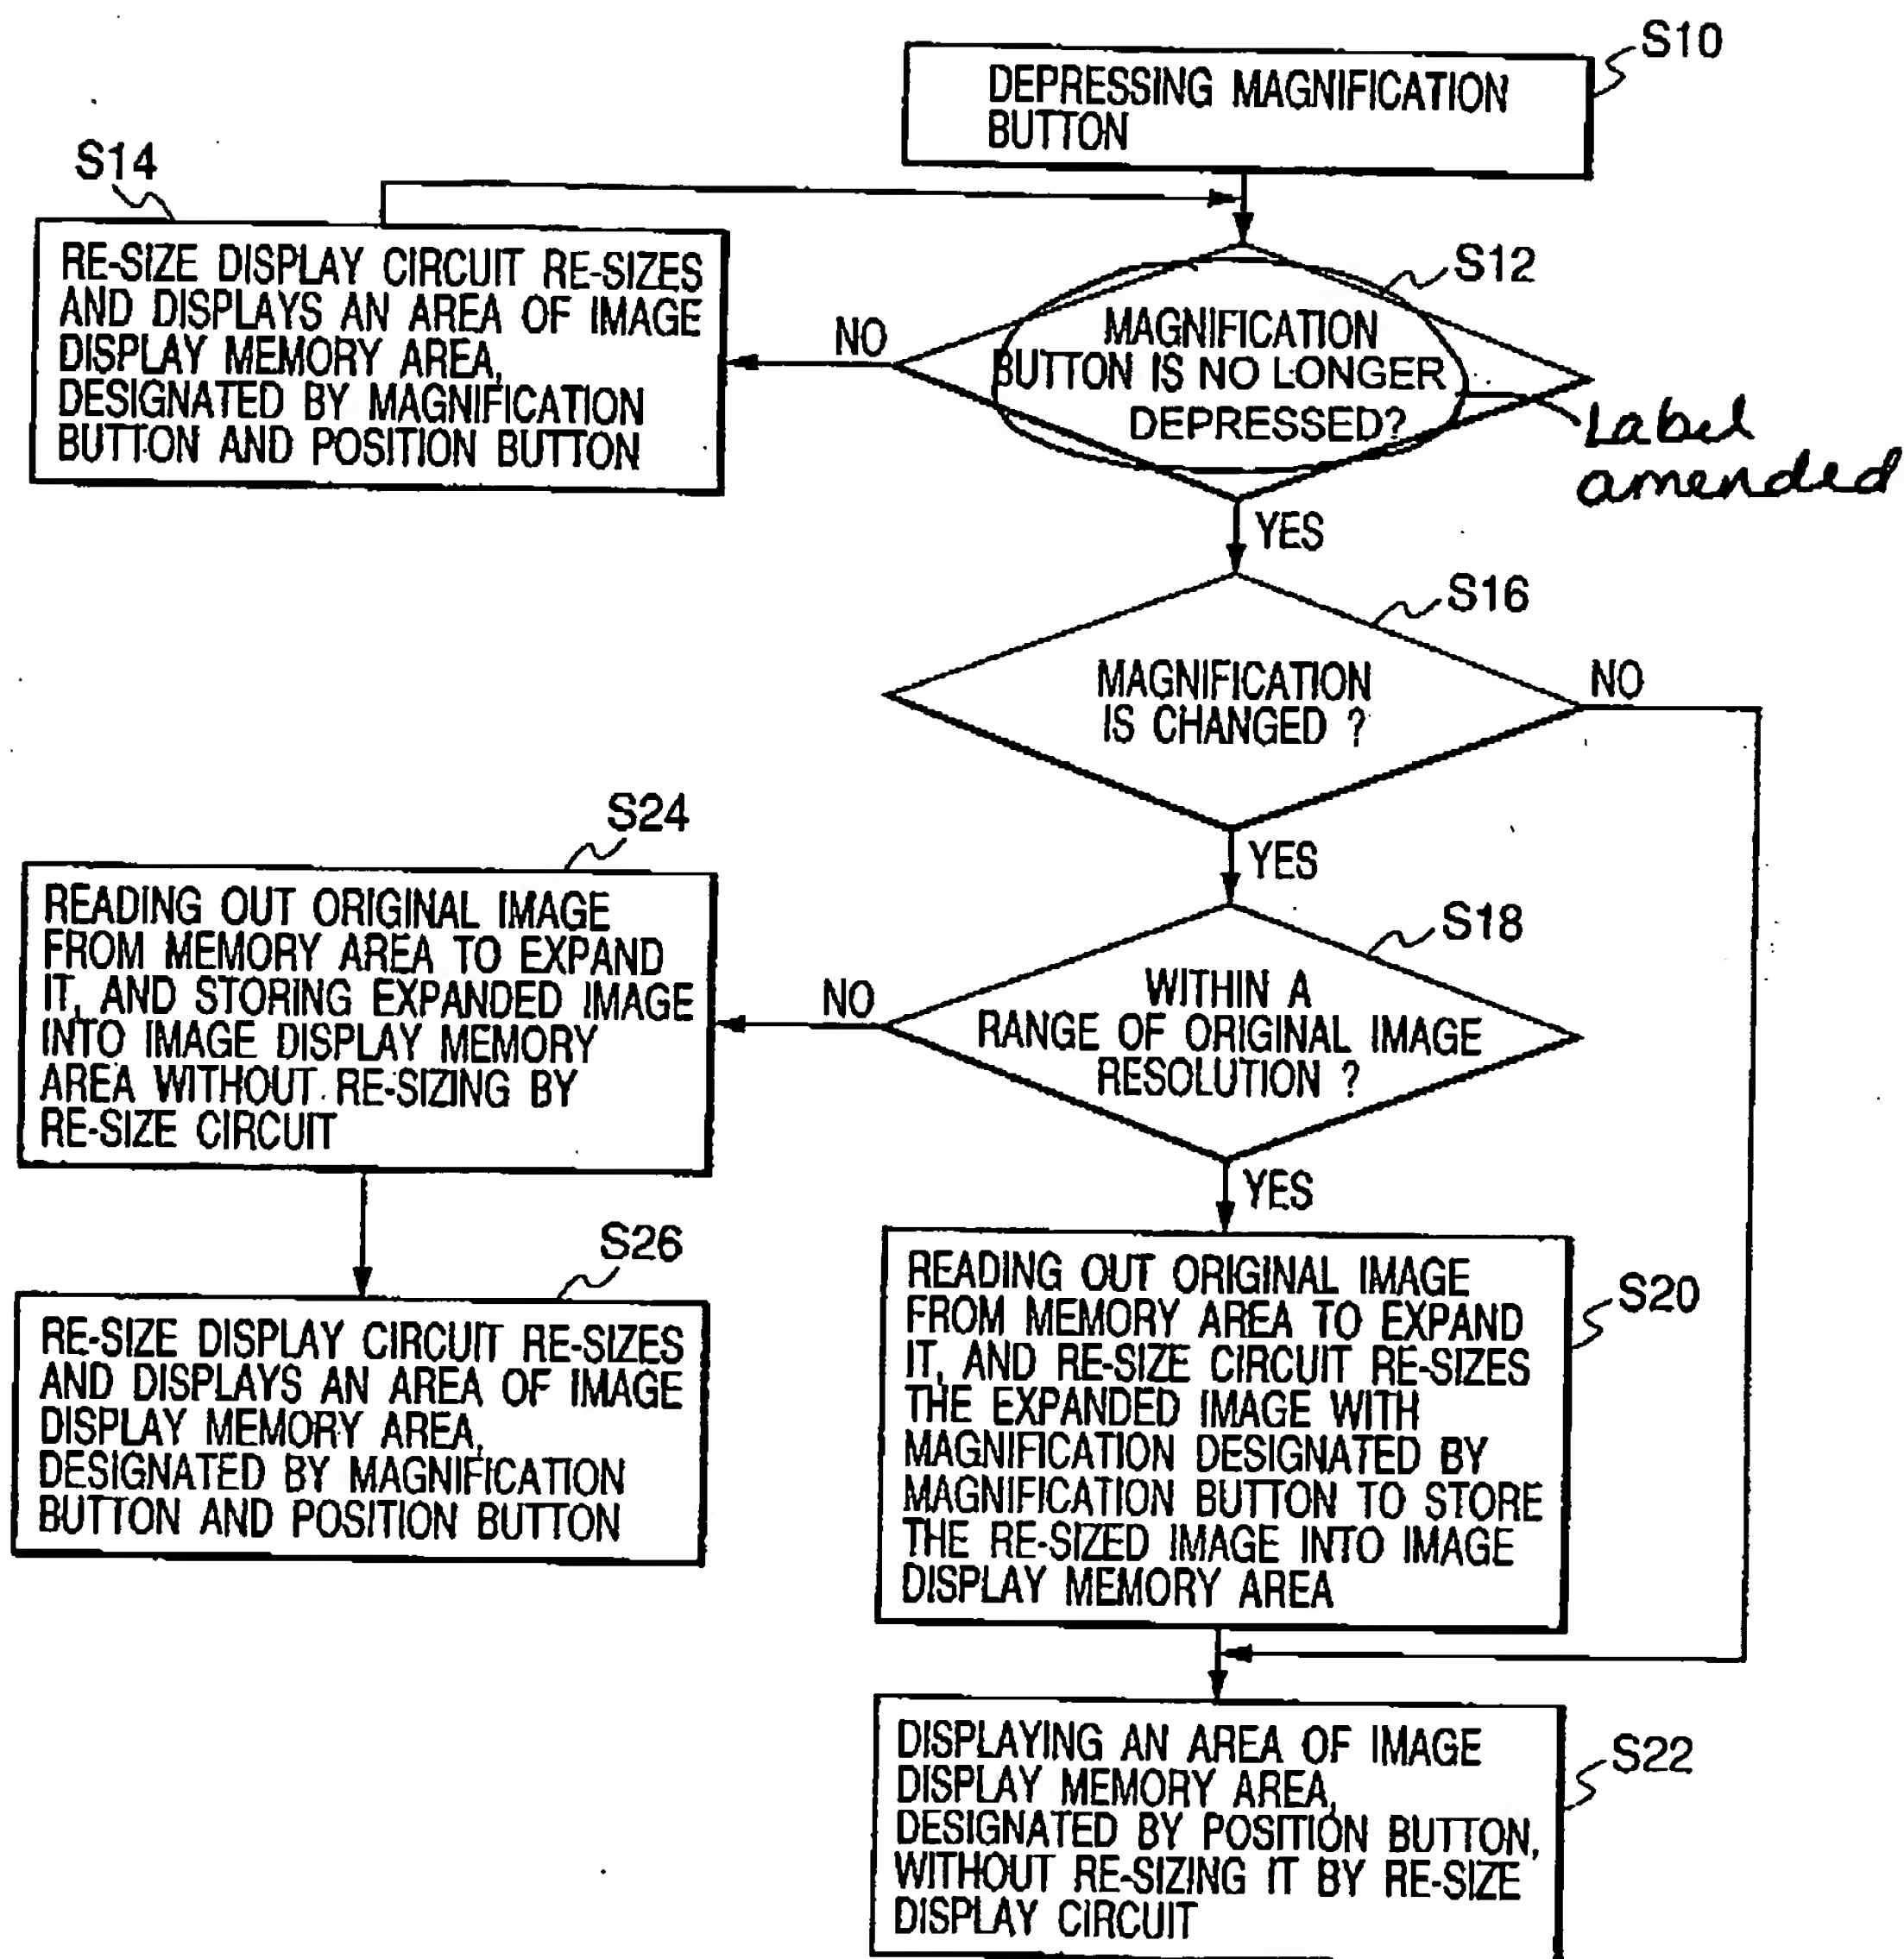 S10
DEPRESSING MAGNIFICATION
BUTTON
S14
RE-SIZE DISPLAY CIRCUIT RE-SIZES
AND DISPLAYS AN AREA OF IMAGE
DISPLAY MEMORY AREA,
DESIGNATED BY MAGNIFICATION
BUTTON AND POSITION BUTTON
NO
S12
MAGNIFICATION
BUTTON IS NO LONGER
DEPRESSED?
Label
amended
YES
S16
MAGNIFICATION
IS CHANGED ?
NO
YES
S24
READING OUT ORIGINAL IMAGE
FROM MEMORY AREA TO EXPAND
IT, AND STORING EXPANDED IMAGE
INTO IMAGE DISPLAY MEMORY
AREA WITHOUT RE-SIZING BY
RE-SIZE CIRCUIT
NO
S18
WITHIN A
RANGE OF ORIGINAL IMAGE
RESOLUTION ?
YES
S26
RE-SIZE DISPLAY CIRCUIT RE-SIZES
AND DISPLAYS AN AREA OF IMAGE
DISPLAY MEMORY AREA,
DESIGNATED BY MAGNIFICATION
BUTTON AND POSITION BUTTON
S20
READING OUT ORIGINAL IMAGE
FROM MEMORY AREA TO EXPAND
IT, AND RE-SIZE CIRCUIT RE-SIZES
THE EXPANDED IMAGE WITH
MAGNIFICATION DESIGNATED BY
MAGNIFICATION BUTTON TO STORE
THE RE-SIZED IMAGE INTO IMAGE
DISPLAY MEMORY AREA
S22
DISPLAYING AN AREA OF IMAGE
DISPLAY MEMORY AREA,
DESIGNATED BY POSITION BUTTON,
WITHOUT RE-SIZING IT BY RE-SIZE
DISPLAY CIRCUIT